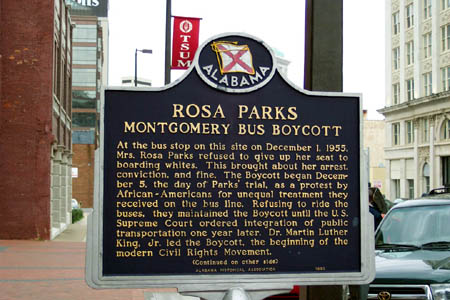 TSUM
ALABAMA
ROSA PARKS
MONTGOMERY BUS BOYCOTT
At the bus stop on this site on December 1, 1955,
Mrs. Rosa Parks refused to give up her seat to
boarding whites. This brought about her arrest,
conviction, and fine. The Boycott began Decem-
ber 5, the day of Parks' trial, as a protest by
African-Americans for unequal treatment they
received on the bus line. Refusing to ride the
buses, they maintained the Boycott until the U.S.
Supreme Court ordered integration of public
transportation one year later. Dr. Martin Luther
King, Jr. led the Boycott, the beginning of the
modern Civil Rights Movement.
(Continued on other side)
ALABAMA HISTORICAL ASSOCIATION